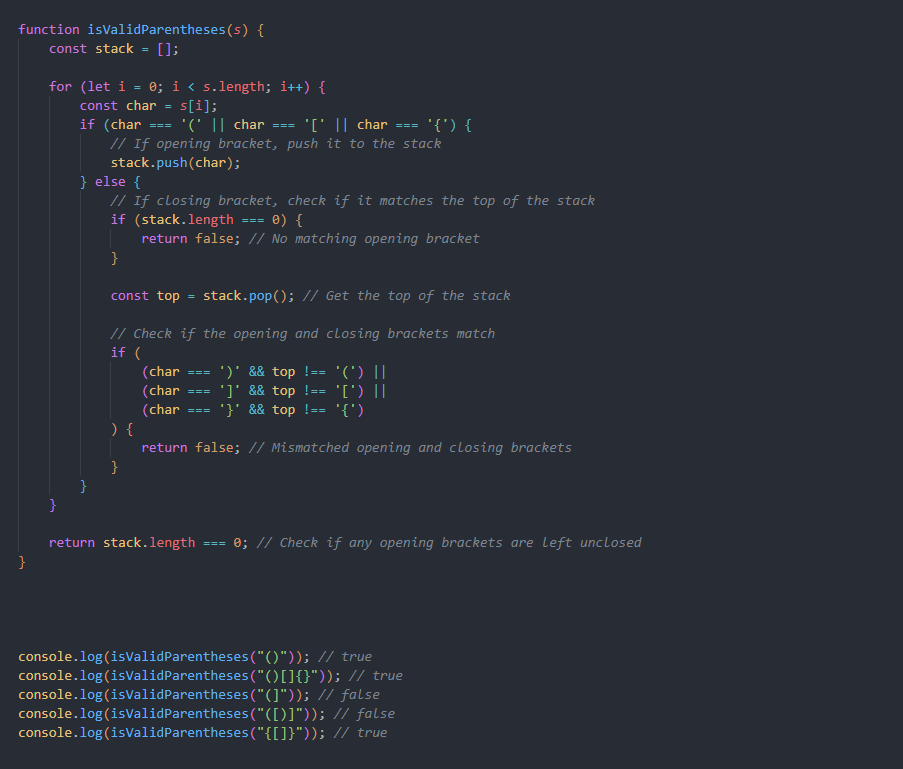 function isValidParentheses(s) {
    const stack = [];

    for (let i = 0; i < s.length; i++) {
        const char = s[i];
        if (char === '(' || char === '[' || char === '{') {
            // If opening bracket, push it to the stack
            stack.push(char);
        } else {
            // If closing bracket, check if it matches the top of the stack
            if (stack.length === 0) {
                return false; // No matching opening bracket
            }

            const top = stack.pop(); // Get the top of the stack

            // Check if the opening and closing brackets match
            if (
                (char === ')' && top !== '(') ||
                (char === ']' && top !== '[') ||
                (char === '}' && top !== '{')
            ) {
                return false; // Mismatched opening and closing brackets
            }
        }
    }

    return stack.length === 0; // Check if any opening brackets are left unclosed
}

console.log(isValidParentheses("()")); // true
console.log(isValidParentheses("()[]{}")); // true
console.log(isValidParentheses("(]")); // false
console.log(isValidParentheses("([)]")); // false
console.log(isValidParentheses("{[]}")); // true